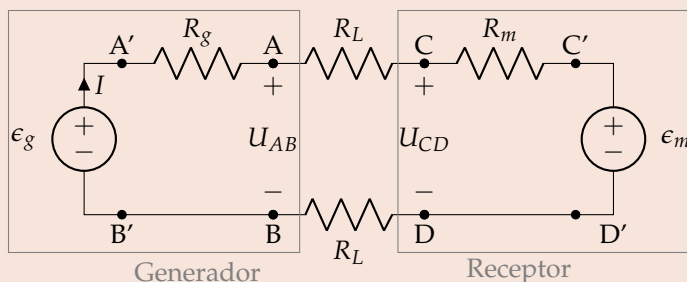 A′ R_g A R_L C R_m C′
I + +
ϵ_g + − U_AB U_CD + − ϵ_m
− −
B′ B R_L D D′
Generador Receptor